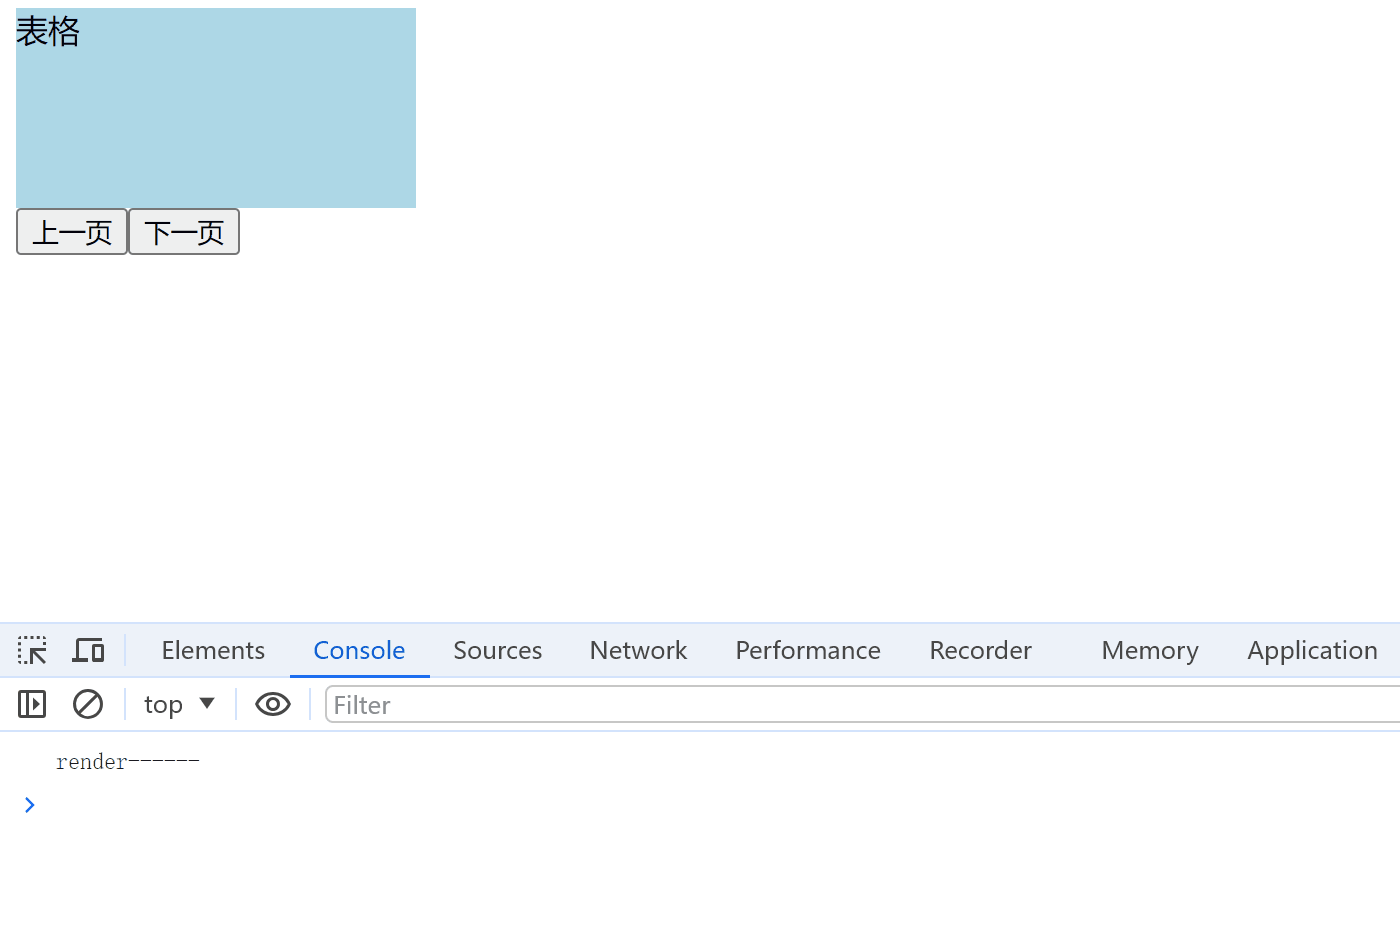 表格
上一页 下一页
Elements Console Sources Network Performance Recorder Memory Application
top Filter
render------